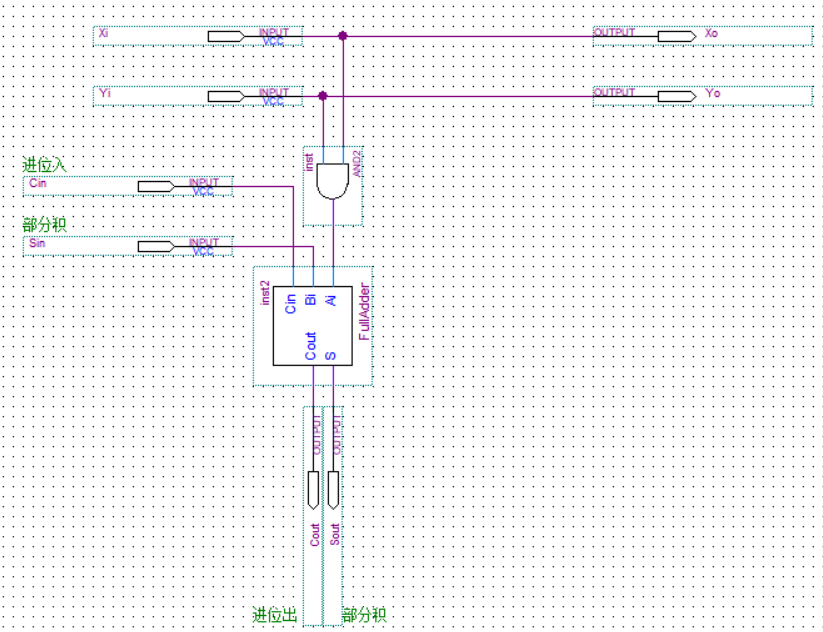 Xi
INPUT
VCC
OUTPUT
Xo
Yi
INPUT
VCC
OUTPUT
Yo
inst
AND2
进位入
Cin
INPUT
VCC
部分积
Sin
INPUT
VCC
inst2
Cin
Bi
Ai
FullAdder
Cout
S
OUTPUT
OUTPUT
Cout
Sout
进位出
部分积